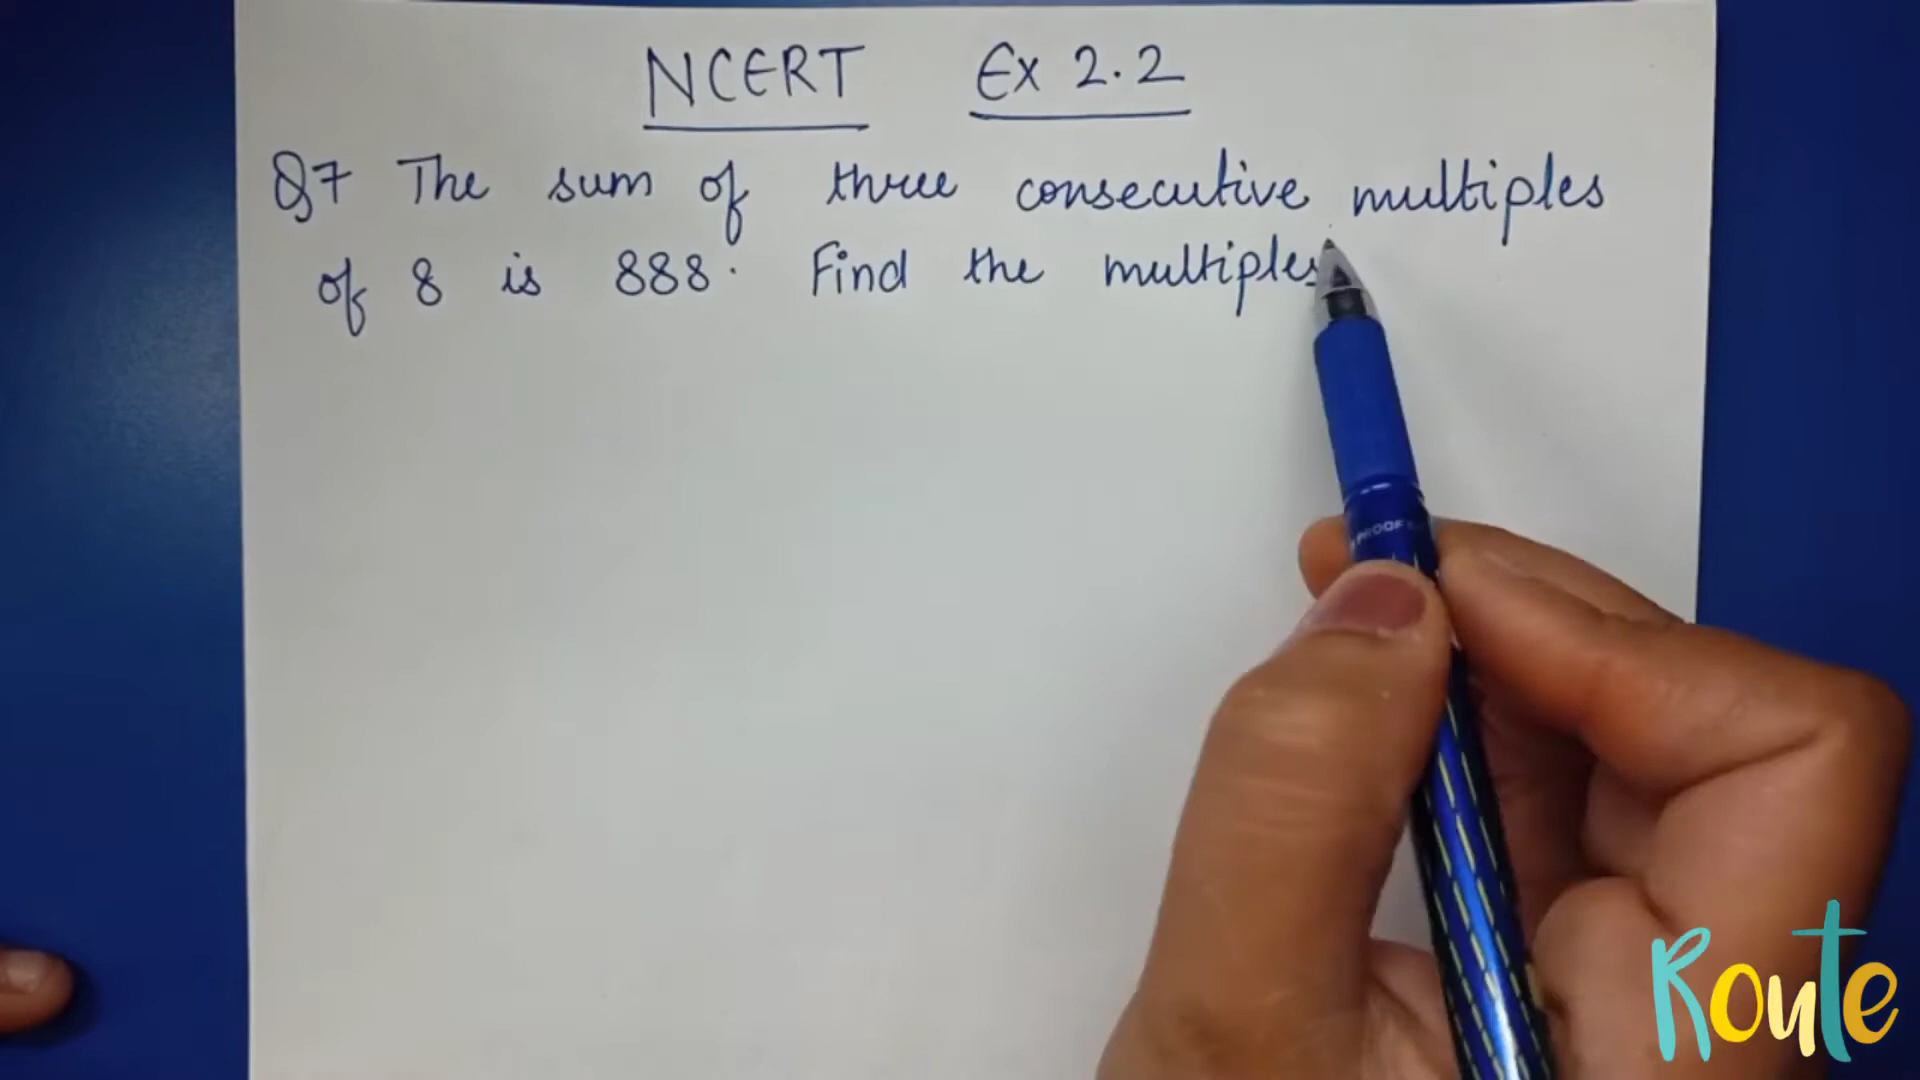 NCERT Ex 2.2
Q7 The sum of three consecutive multiples
of 8 is 888. Find the multiples
PROOF
Route